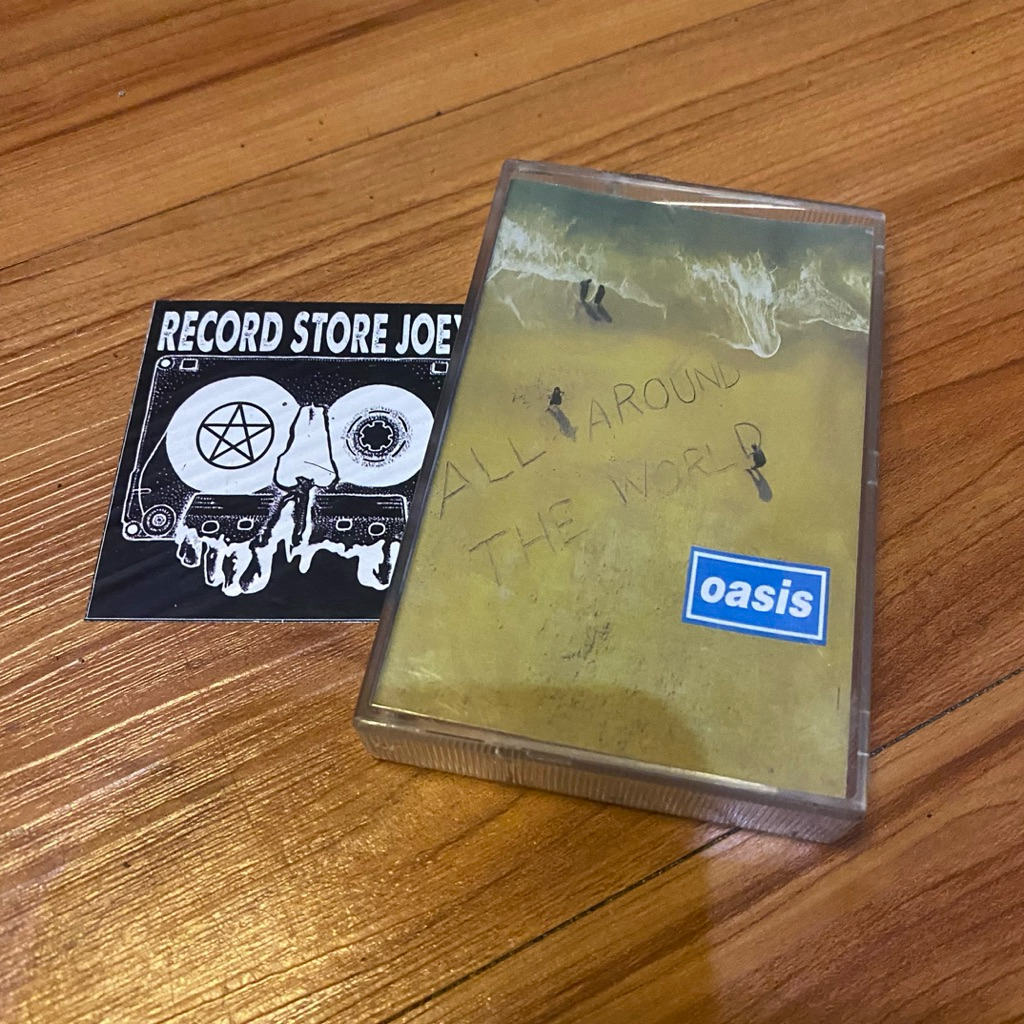 RECORD STORE JOEY
ALL AROUND
THE WORLD
oasis